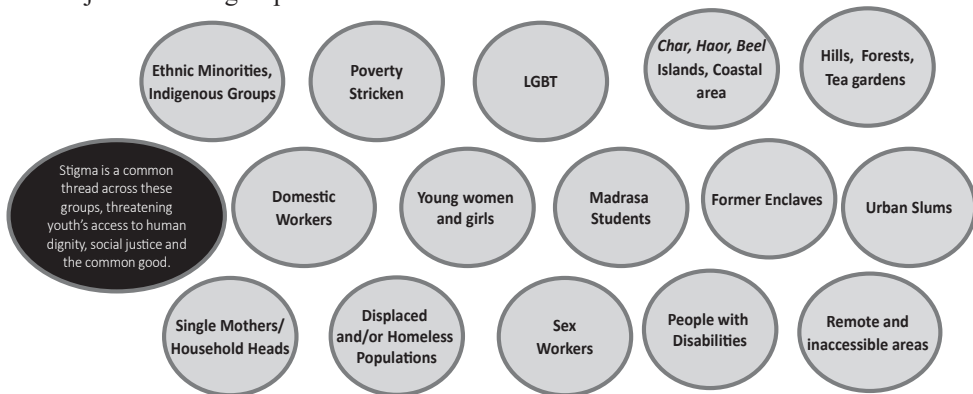 Ethnic Minorities,
Indigenous Groups
Poverty
Stricken
LGBT
Char, Haor, Beel
Islands, Coastal
area
Hills, Forests,
Tea gardens
Stigma is a common
thread across these
groups, threatening
youth's access to human
dignity, social justice and
the common good.
Domestic
Workers
Young women
and girls
Madrasa
Students
Former Enclaves
Urban Slums
Single Mothers/
Household Heads
Displaced
and/or Homeless
Populations
Sex
Workers
People with
Disabilities
Remote and
inaccessible areas